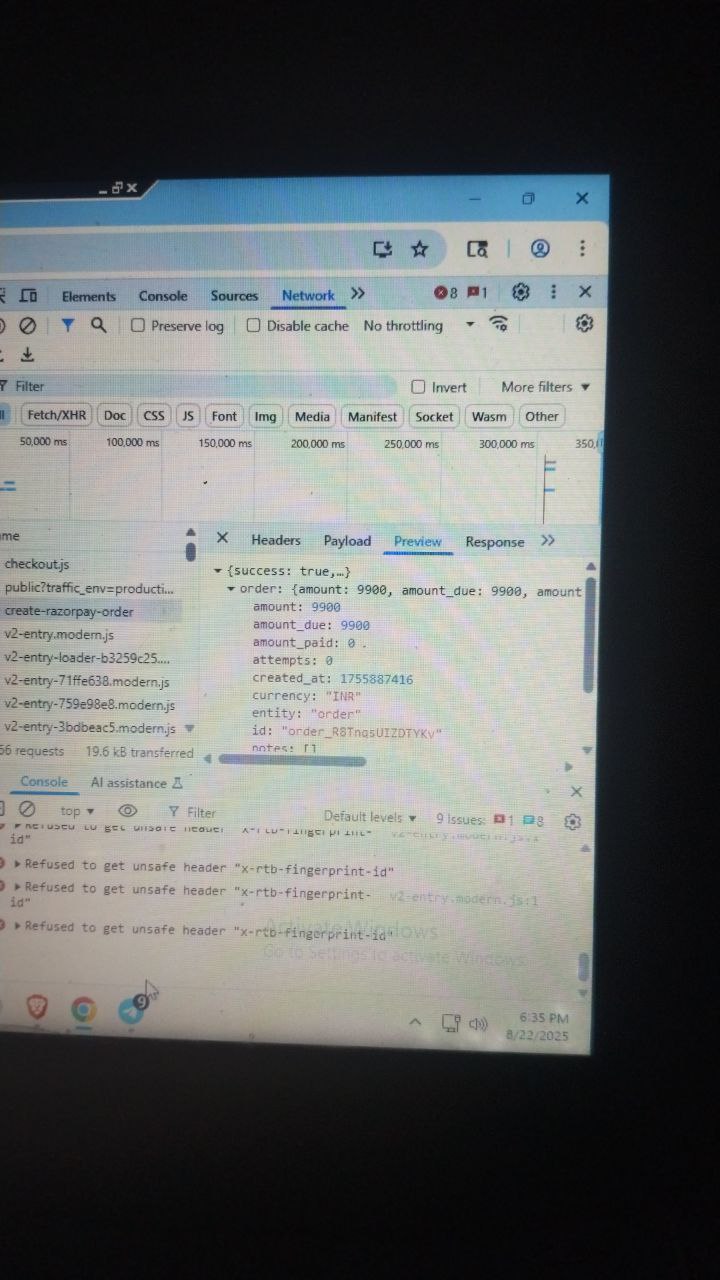 Elements Console Sources Network 8 1
Preserve log Disable cache No throttling
Filter Invert More filters
Fetch/XHR Doc CSS JS Font Img Media Manifest Socket Wasm Other
50,000 ms 100,000 ms 150,000 ms 200,000 ms 250,000 ms 300,000 ms 350,
me
checkout.js
public?traffic_env=producti...
create-razorpay-order
v2-entry.modern.js
v2-entry-loader-b3259c25....
v2-entry-71ffe638.modern.js
v2-entry-759e98e8.modern.js
v2-entry-3bdbeac5.modern.js
56 requests 19.6 kB transferred
Headers Payload Preview Response
{success: true,…}
order: {amount: 9900, amount_due: 9900, amount
amount: 9900
amount_due: 9900
amount_paid: 0
attempts: 0
created_at: 1755887416
currency: "INR"
entity: "order"
id: "order_R8TnqsUIZDTYKv"
notes: []
Console AI assistance
top Filter Default levels 9 Issues: 1 8
Refused to get unsafe header "x-rtb-fingerprint- v2-entry.modern.js:1
id"
Refused to get unsafe header "x-rtb-fingerprint-id"
Refused to get unsafe header "x-rtb-fingerprint- v2-entry.modern.js:1
id"
Refused to get unsafe header "x-rtb-fingerprint-id"
Activate Windows
Go to Settings to activate Windows.
9
6:35 PM
8/22/2025